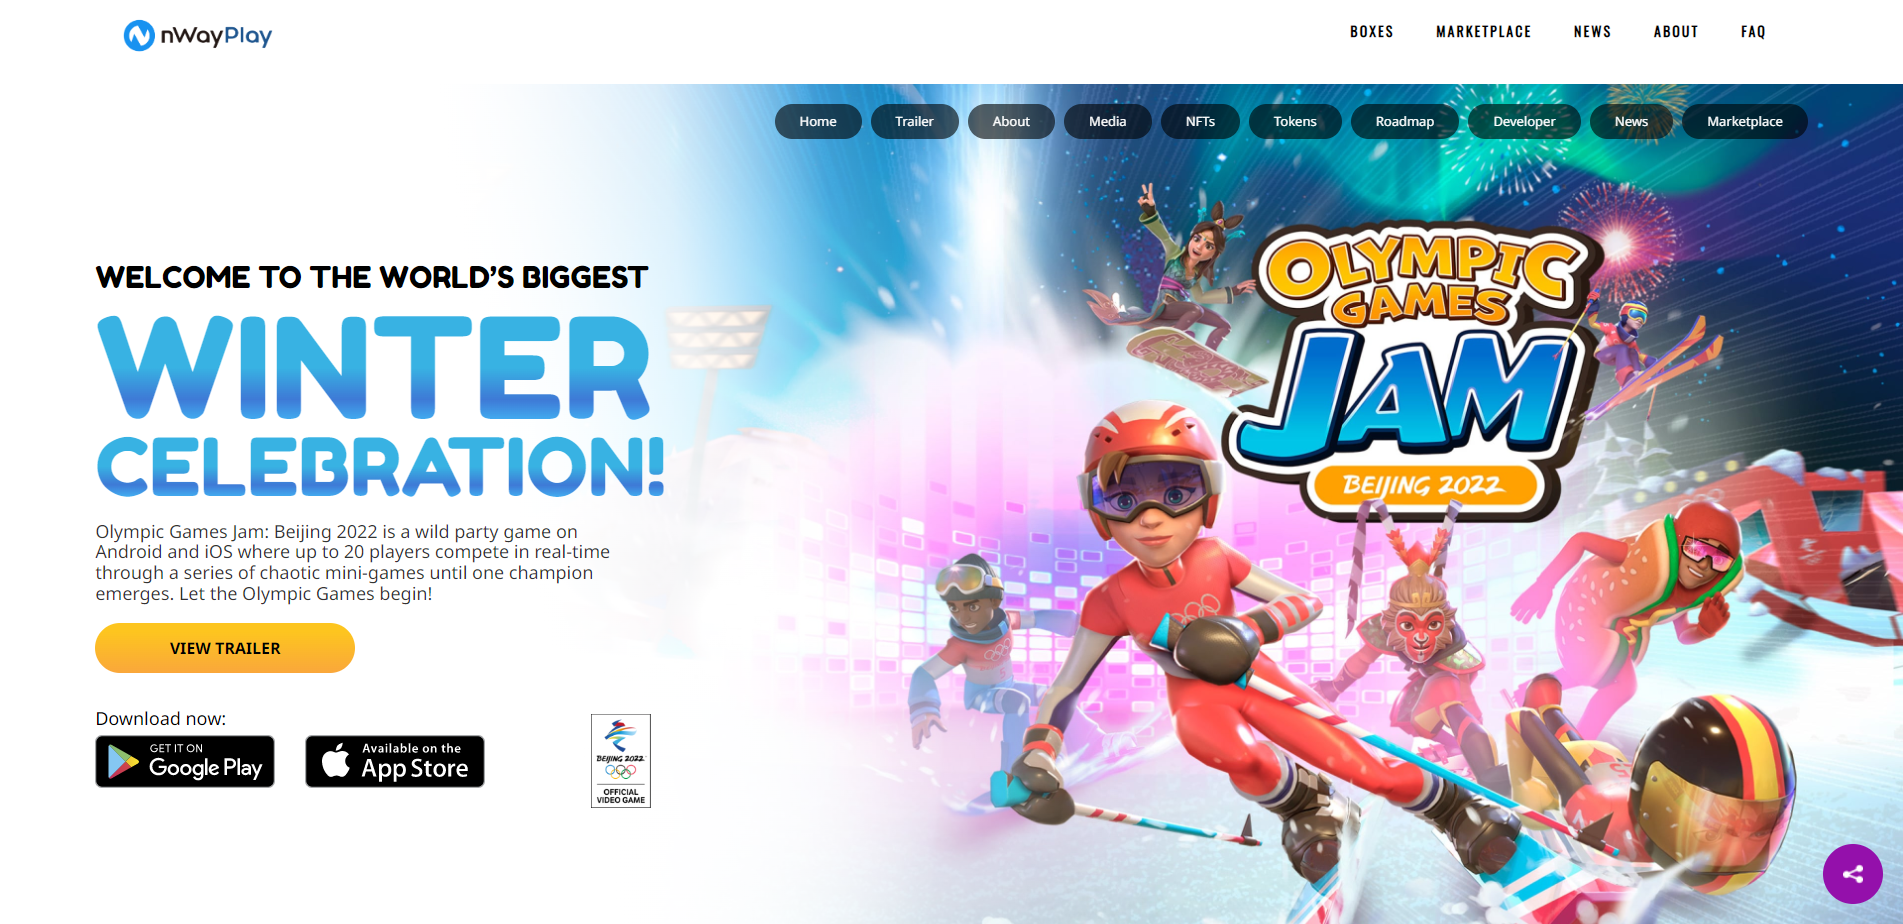 nWayPlay
BOXES
MARKETPLACE
NEWS
ABOUT
FAQ
Home
Trailer
About
Media
NFTs
Tokens
Roadmap
Developer
News
Marketplace
WELCOME TO THE WORLD'S BIGGEST
WINTER
CELEBRATION!
Olympic Games Jam: Beijing 2022 is a wild party game on
Android and iOS where up to 20 players compete in real-time
through a series of chaotic mini-games until one champion
emerges. Let the Olympic Games begin!
VIEW TRAILER
Download now:
GET IT ON
Google Play
Available on the
App Store
BEIJING 2022
OFFICIAL
VIDEO GAME
OLYMPIC
GAMES
JAM
BEIJING 2022